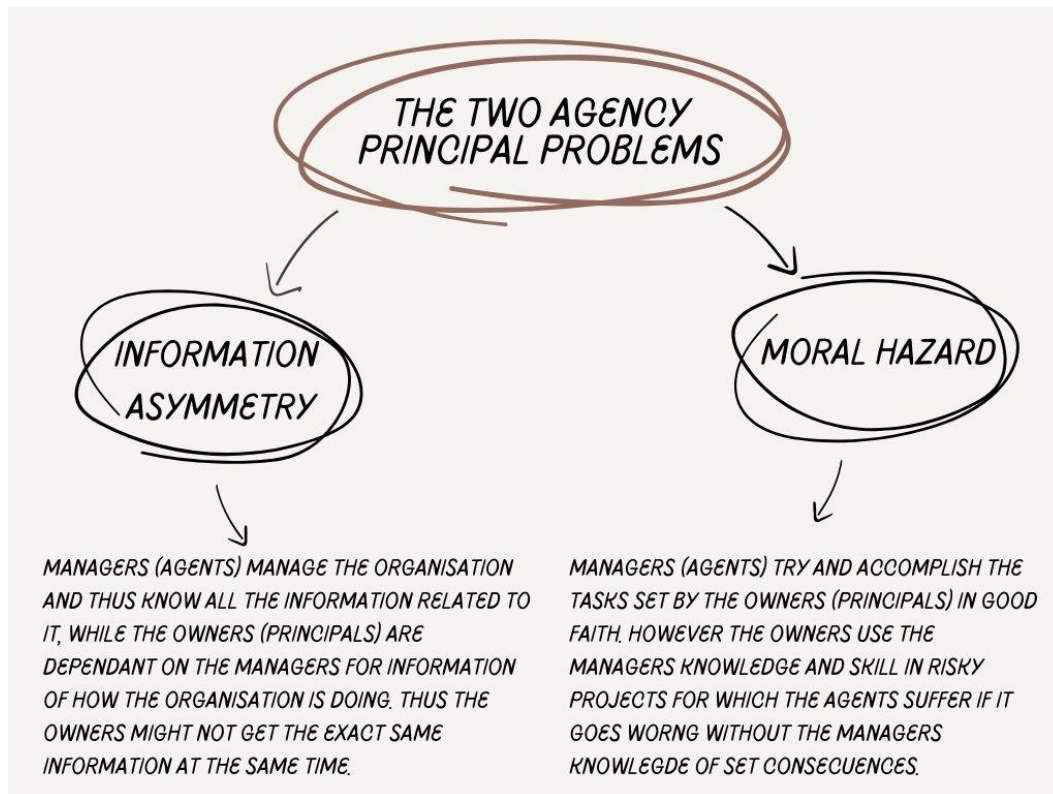 THE TWO AGENCY
PRINCIPAL PROBLEMS
INFORMATION
ASYMMETRY
MORAL HAZARD
MANAGERS (AGENTS) MANAGE THE ORGANISATION
AND THUS KNOW ALL THE INFORMATION RELATED TO
IT, WHILE THE OWNERS (PRINCIPALS) ARE
DEPENDANT ON THE MANAGERS FOR INFORMATION
OF HOW THE ORGANISATION IS DOING. THUS THE
OWNERS MIGHT NOT GET THE EXACT SAME
INFORMATION AT THE SAME TIME.
MANAGERS (AGENTS) TRY AND ACCOMPLISH THE
TASKS SET BY THE OWNERS (PRINCIPALS) IN GOOD
FAITH. HOWEVER THE OWNERS USE THE
MANAGERS KNOWLEDGE AND SKILL IN RISKY
PROJECTS FOR WHICH THE AGENTS SUFFER IF IT
GOES WORNG WITHOUT THE MANAGERS
KNOWLEGDE OF SET CONSECUENCES.